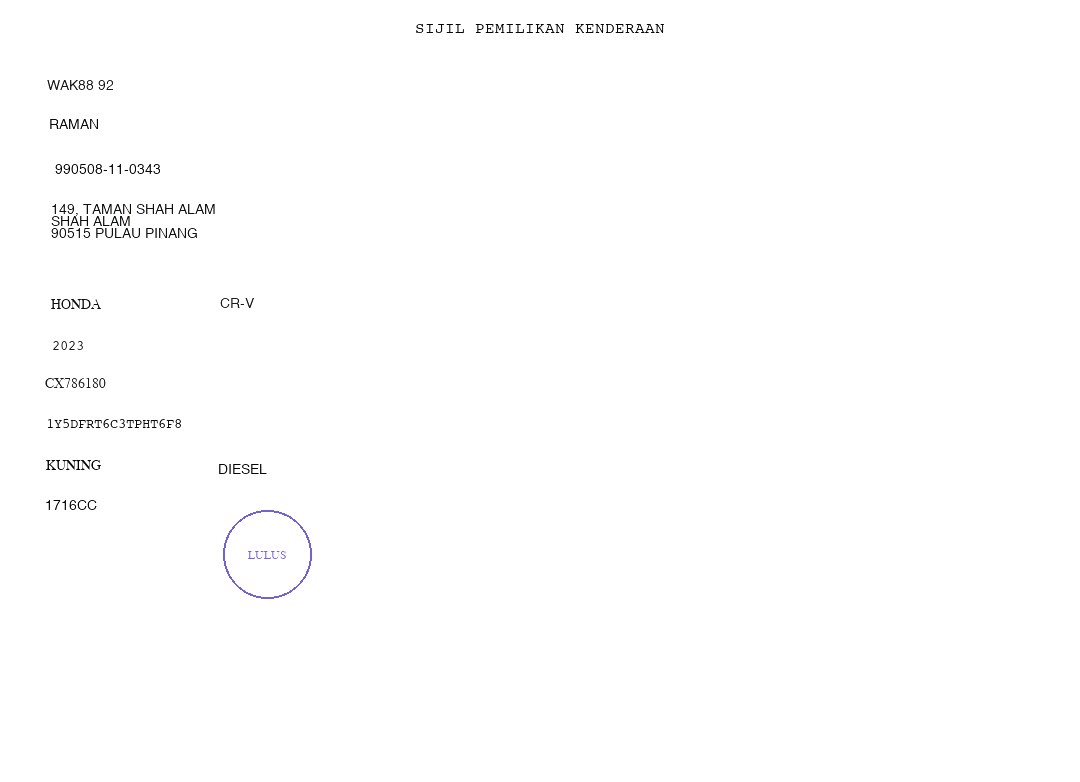 SIJIL PEMILIKAN KENDERAAN
WAK88 92
RAMAN
990508-11-0343
149, TAMAN SHAH ALAM
SHAH ALAM
90515 PULAU PINANG
HONDA CR-V
2023
CX786180
1Y5DFRT6C3TPHT6F8
KUNING DIESEL
1716CC
LULUS